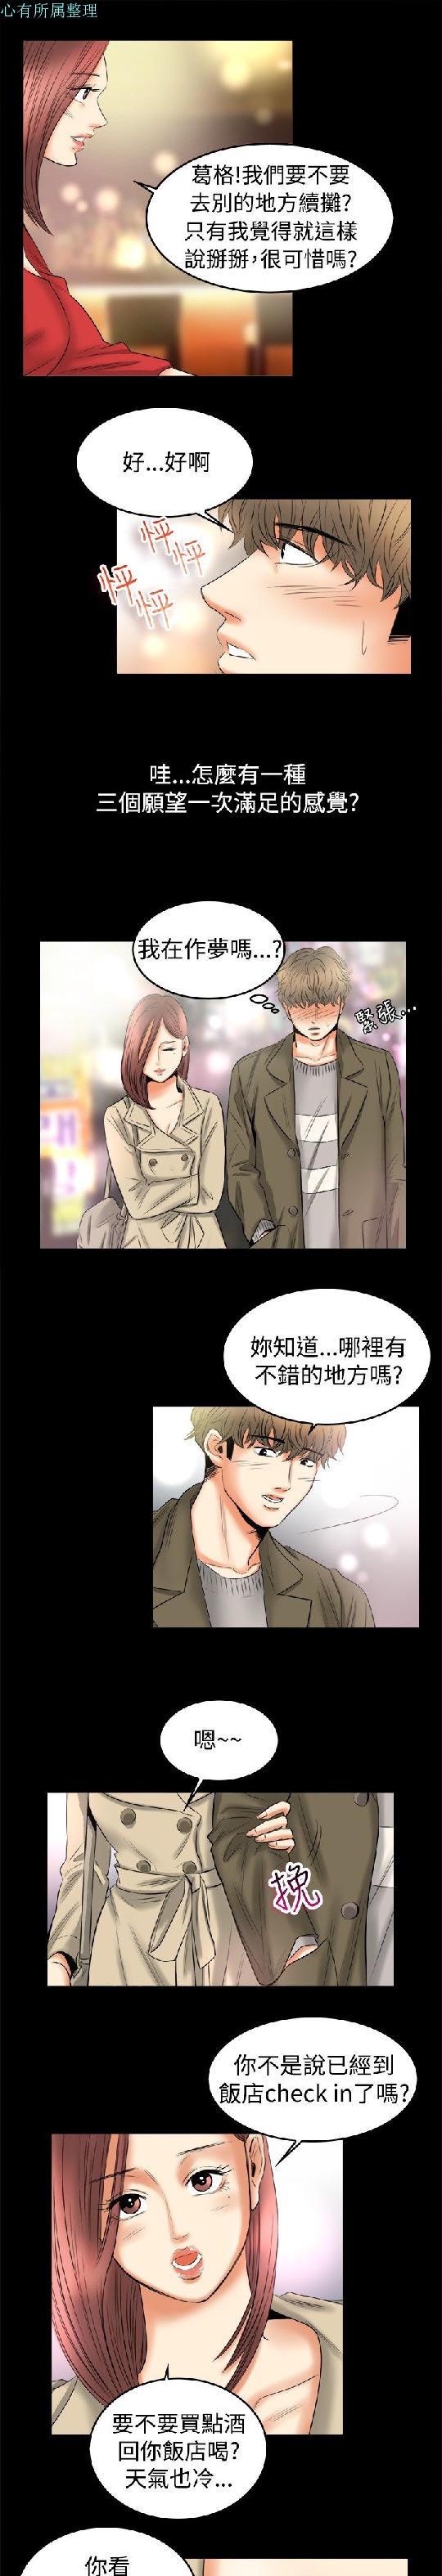 心有所属整理
葛格!我們要不要
去別的地方續攤?
只有我覺得就這樣
說掰掰,很可惜嗎?
好...好啊
怦
怦
怦
怦
哇...怎麼有一種
三個願望一次滿足的感覺?
我在作夢嗎...?
緊張...
대
妳知道...哪裡有
不錯的地方嗎?
嗯~~
挽
你不是說已經到
飯店check in了嗎?
要不要買點酒
回你飯店喝?
天氣也冷...
你看